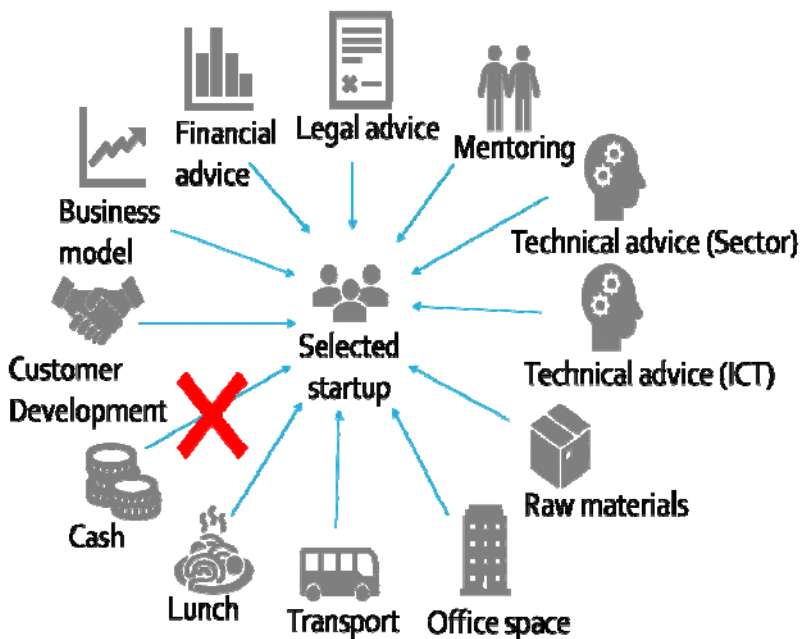 Financial
advice
Legal advice
Mentoring
Business
model
Technical advice (Sector)
Customer
Development
Selected
startup
Technical advice (ICT)
Cash
Raw materials
Lunch
Transport
Office space